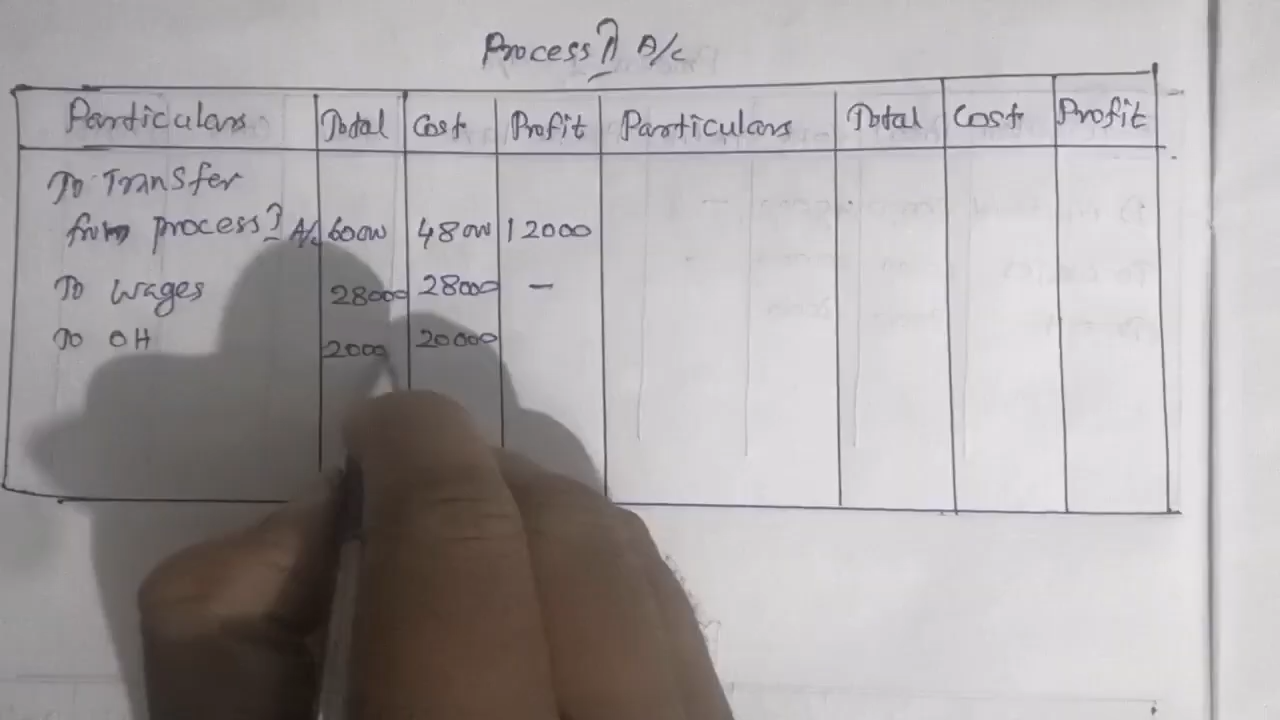 Process II A/c
Particulars Total Cost Profit Particulars Total Cost Profit
To Transfer
from process I A/c 60000 48000 12000
To Wages 28000 28000 -
To OH 2000 20000